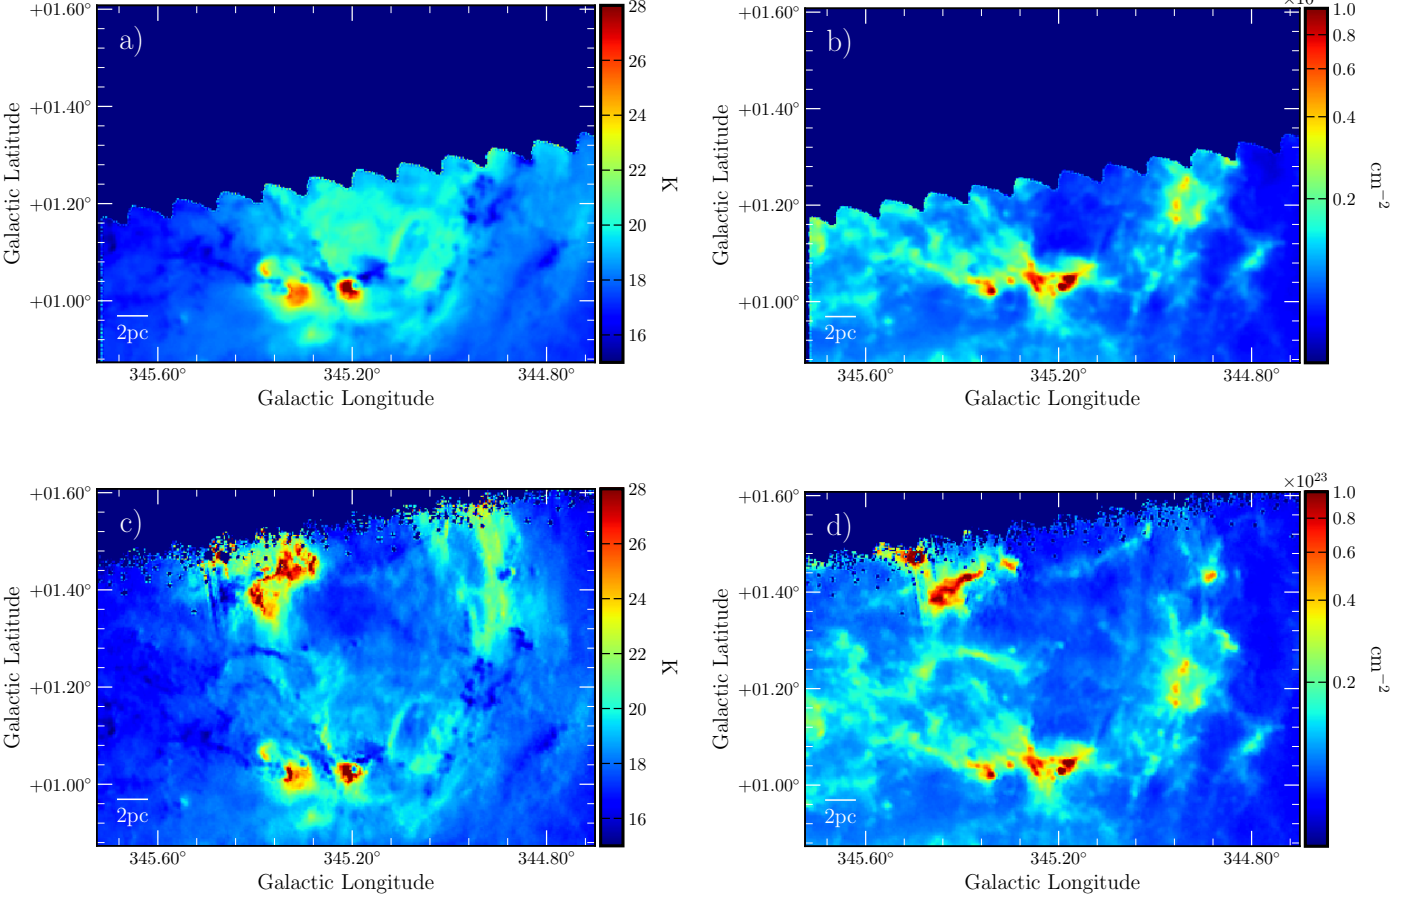 a)
+01.60°
+01.40°
+01.20°
+01.00°
Galactic Latitude
2pc
345.60°
345.20°
344.80°
Galactic Longitude
28
26
24
22
20
18
16
K
b)
+01.60°
+01.40°
+01.20°
+01.00°
Galactic Latitude
2pc
345.60°
345.20°
344.80°
Galactic Longitude
1.0
0.8
0.6
0.4
0.2
cm⁻²
c)
+01.60°
+01.40°
+01.20°
+01.00°
Galactic Latitude
2pc
345.60°
345.20°
344.80°
Galactic Longitude
28
26
24
22
20
18
16
K
d)
+01.60°
+01.40°
+01.20°
+01.00°
Galactic Latitude
2pc
345.60°
345.20°
344.80°
Galactic Longitude
×10²³
1.0
0.8
0.6
0.4
0.2
cm⁻²